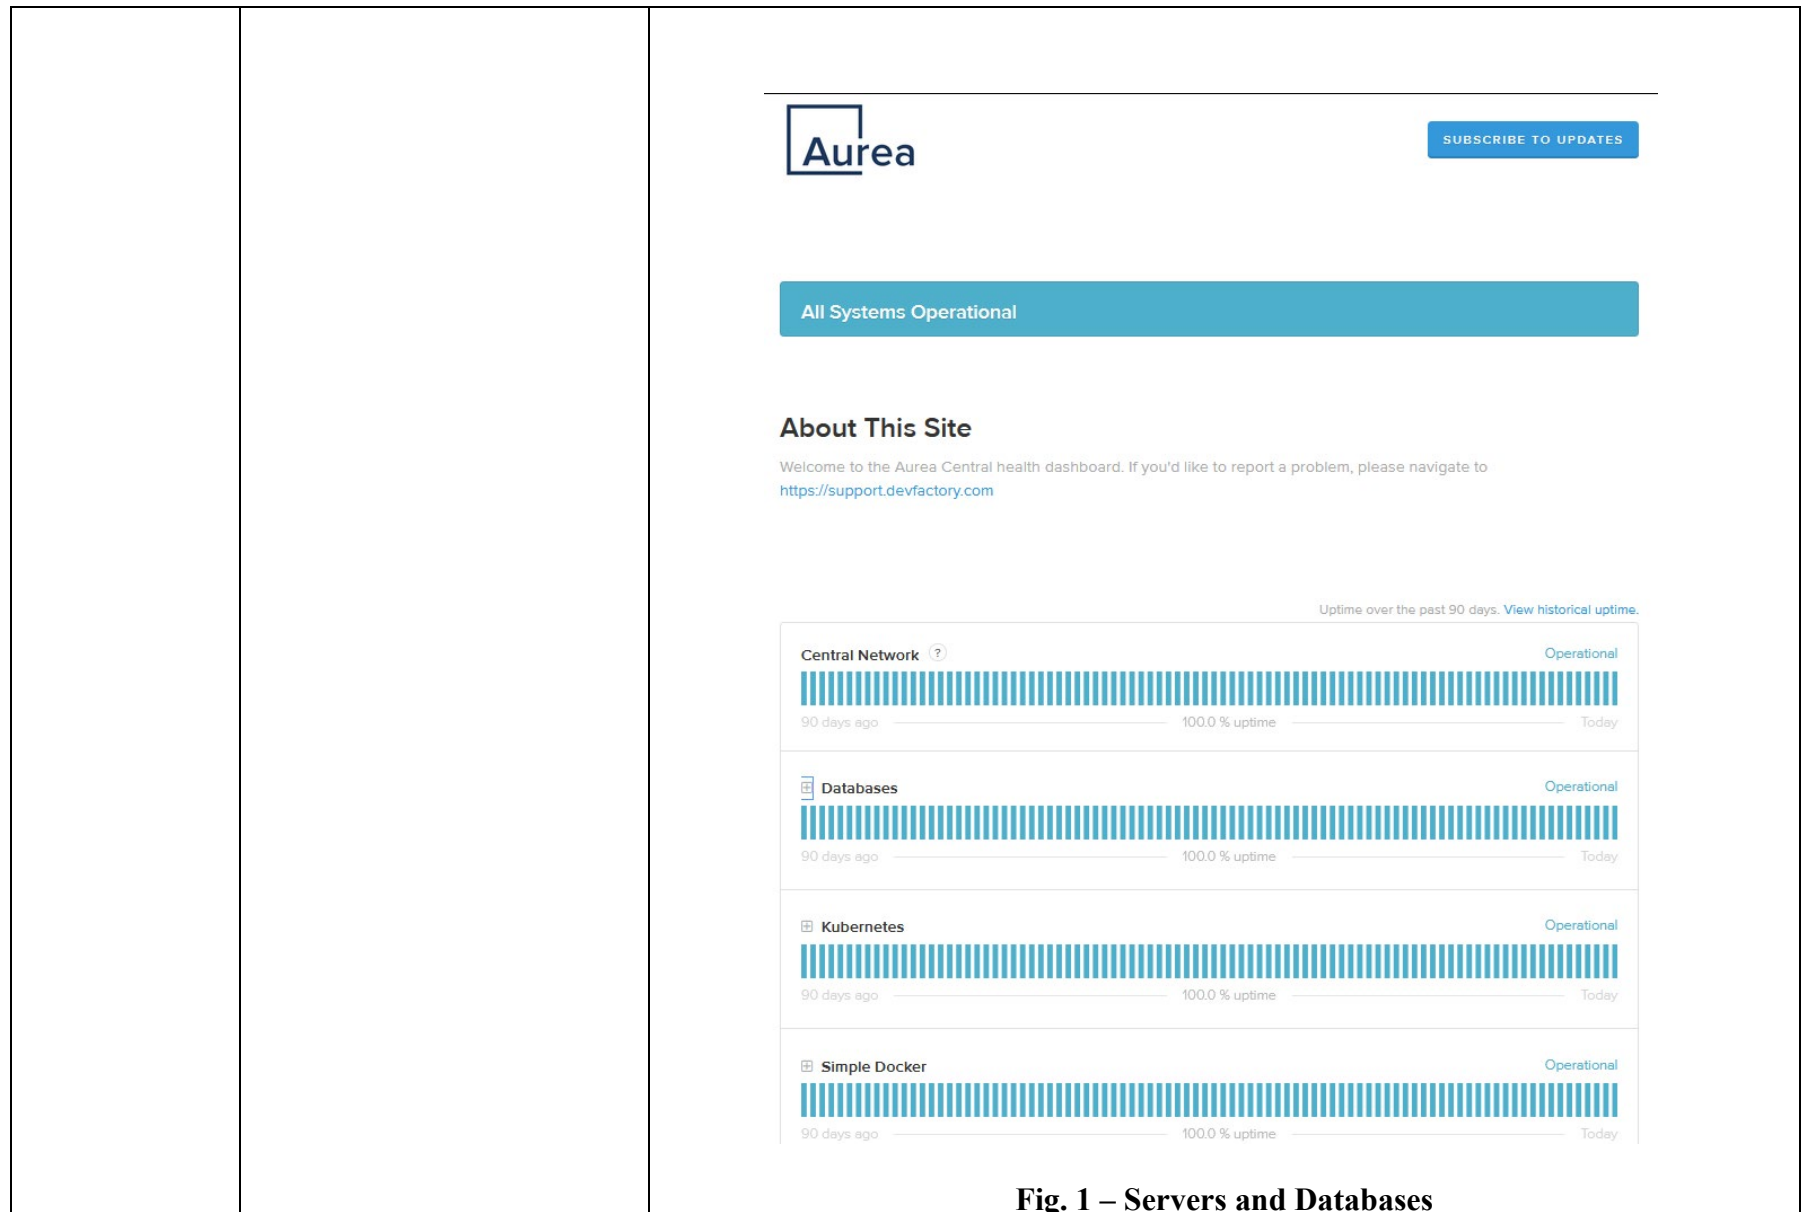 Aurea
SUBSCRIBE TO UPDATES
All Systems Operational
About This Site
Welcome to the Aurea Central health dashboard. If you'd like to report a problem, please navigate to
https://support.devfactory.com
Uptime over the past 90 days. View historical uptime.
Central Network ? Operational
90 days ago 100.0 % uptime Today
Databases Operational
90 days ago 100.0 % uptime Today
Kubernetes Operational
90 days ago 100.0 % uptime Today
Simple Docker Operational
90 days ago 100.0 % uptime Today
Fig. 1 – Servers and Databases